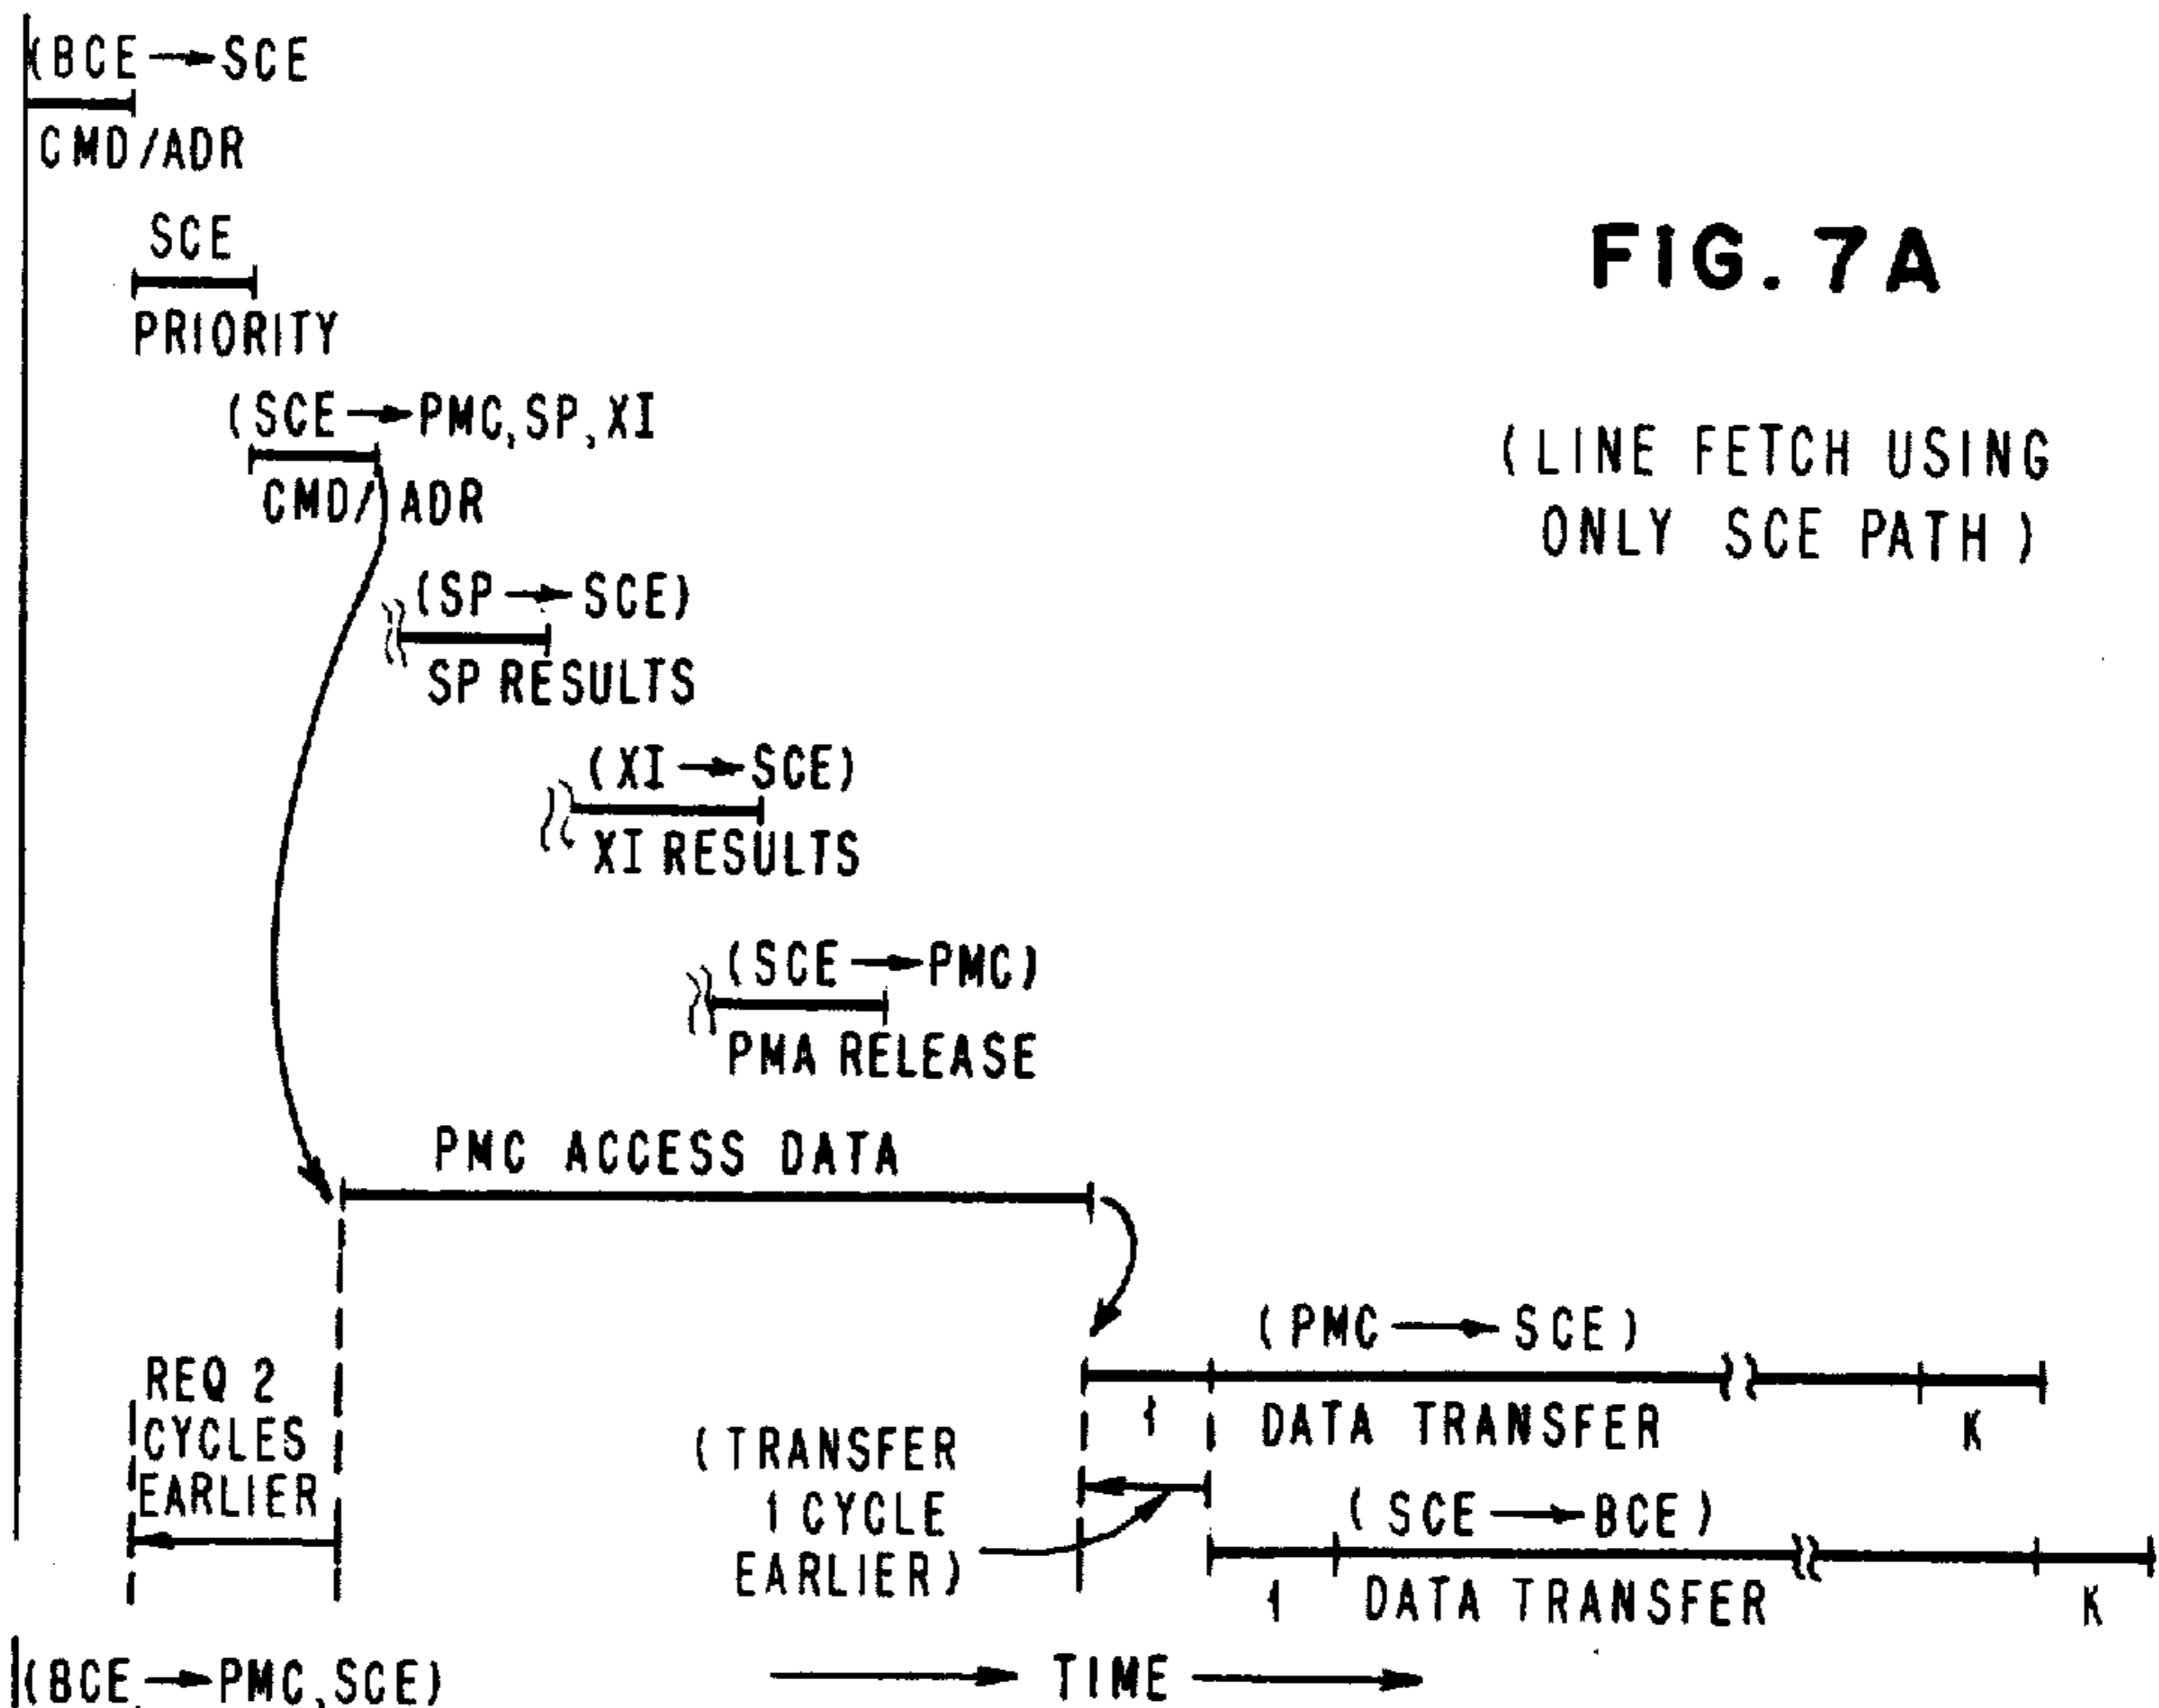 (BCE → SCE
CMD/ADR
SCE
PRIORITY
FIG. 7A
(SCE → PMC, SP, XI
CMD/ADR
(LINE FETCH USING
ONLY SCE PATH)
(SP → SCE)
SP RESULTS
(XI → SCE)
XI RESULTS
(SCE → PMC)
PMA RELEASE
PMC ACCESS DATA
(PMC → SCE)
1 DATA TRANSFER K
REQ 2
CYCLES
EARLIER
(TRANSFER
1 CYCLE
EARLIER)
(SCE → BCE)
1 DATA TRANSFER K
(BCE → PMC, SCE)
→ TIME →